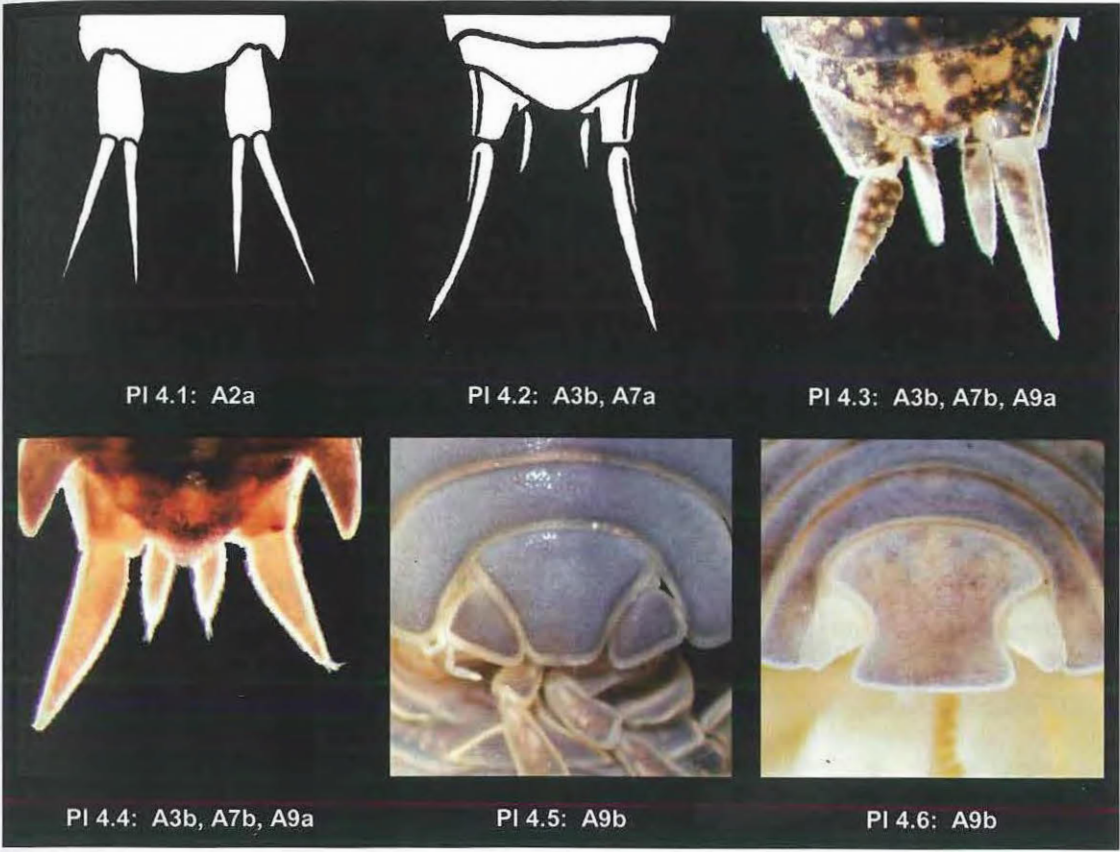 Pl 4.1: A2a
Pl 4.2: A3b, A7a
Pl 4.3: A3b, A7b, A9a
Pl 4.4: A3b, A7b, A9a
Pl 4.5: A9b
Pl 4.6: A9b